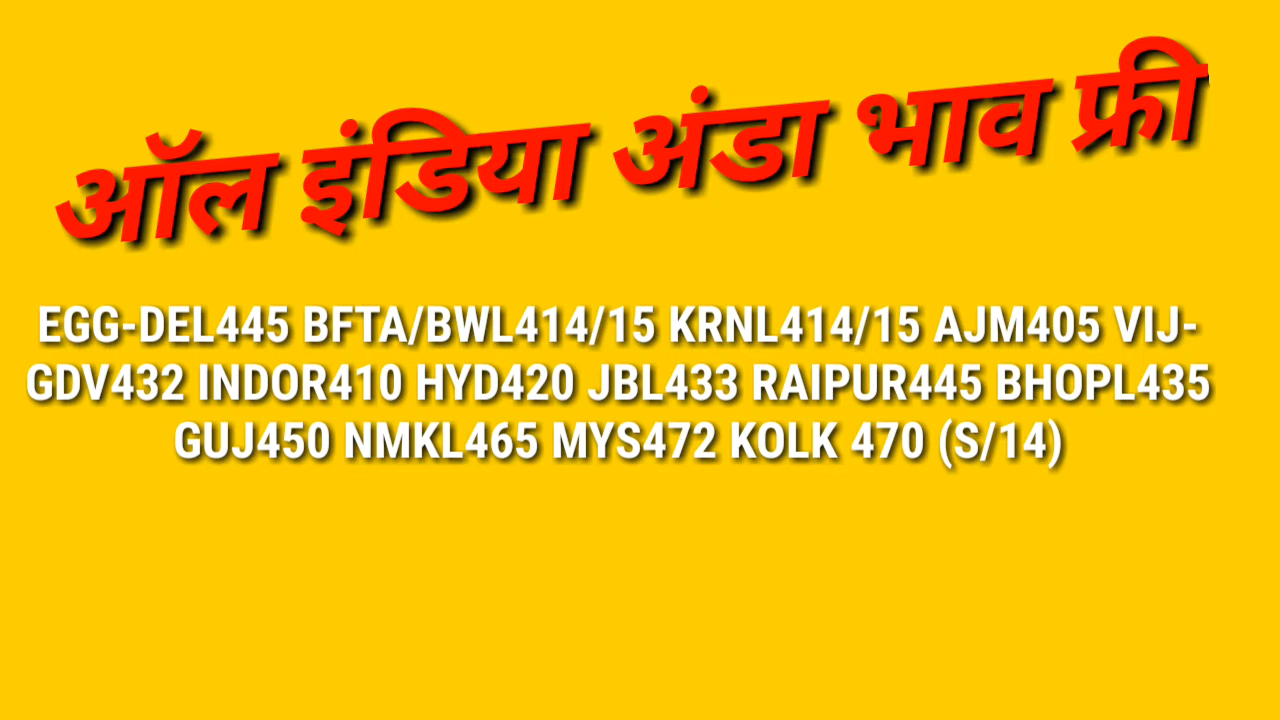 ऑल इंडिया अंडा भाव फ्री
EGG-DEL445 BFTA/BWL414/15 KRNL414/15 AJM405 VIJ-
GDV432 INDOR410 HYD420 JBL433 RAIPUR445 BHOPL435
GUJ450 NMKL465 MYS472 KOLK 470 (S/14)